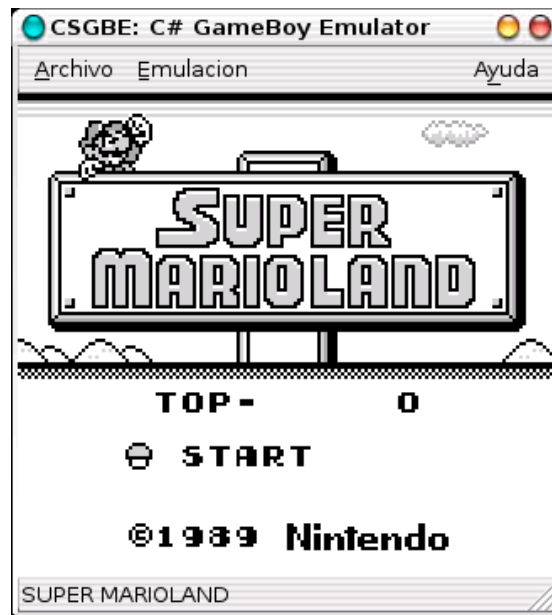 CSGBE: C# GameBoy Emulator
Archivo Emulacion Ayuda
SUPER
MARIOLAND
TOP- 0
START
©1989 Nintendo
SUPER MARIOLAND